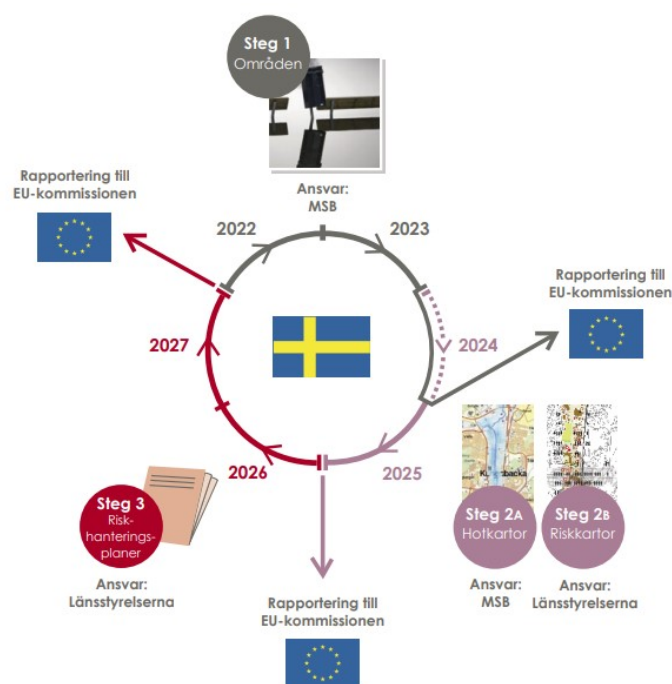 Steg 1
Områden
Ansvar:
MSB
Rapportering till
EU-kommissionen
2022
2023
Rapportering till
EU-kommissionen
2027
2024
2026
2025
Steg 3
Risk-
hanterings-
planer
Ansvar:
Länsstyrelserna
Steg 2A
Hotkartor
Ansvar:
MSB
Steg 2B
Riskkartor
Ansvar:
Länsstyrelserna
Rapportering till
EU-kommissionen